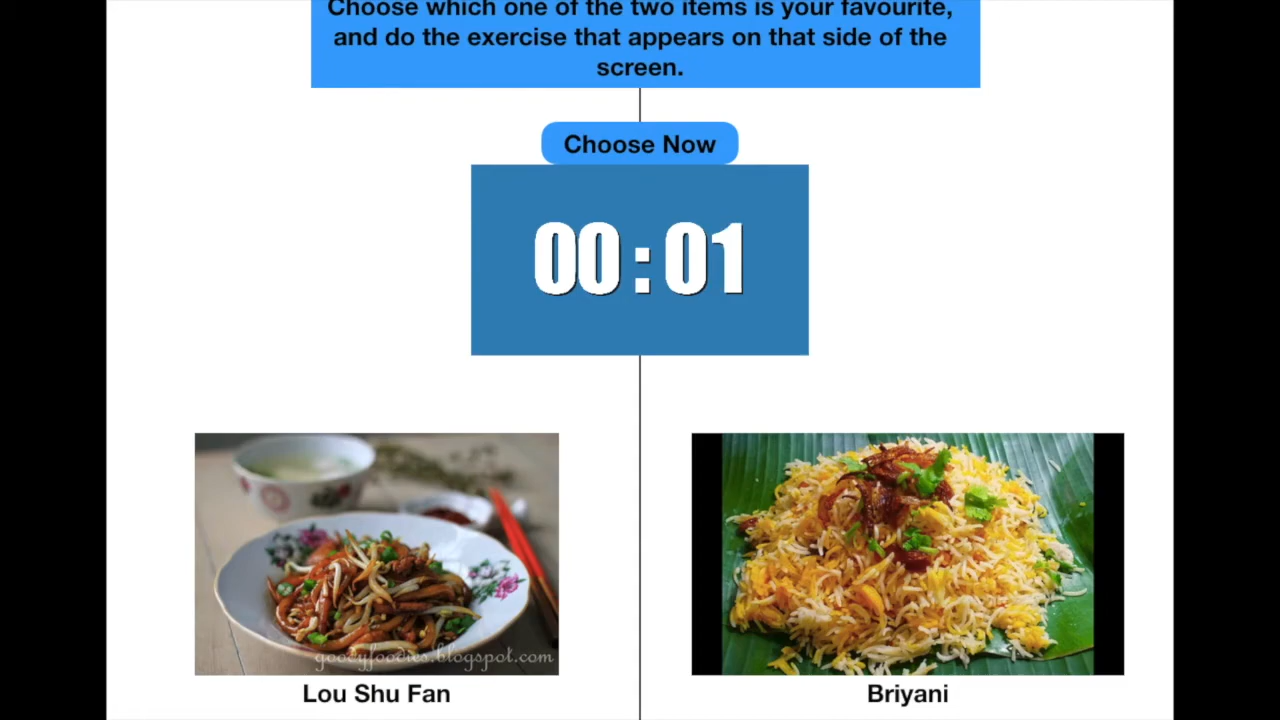 Choose which one of the two items is your favourite,
and do the exercise that appears on that side of the
screen.
Choose Now
00:01
goodyfoodies.blogspot.com
Lou Shu Fan
Briyani